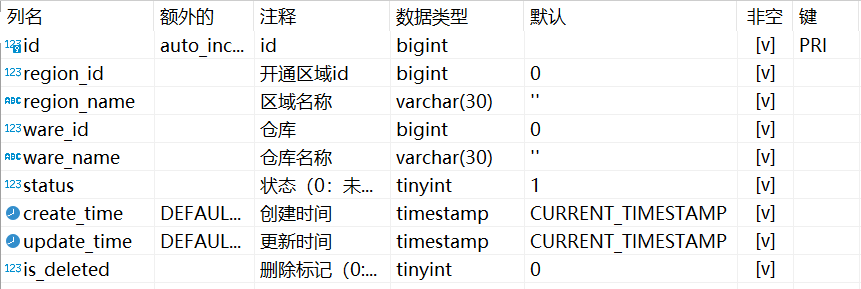 列名 额外的 注释 数据类型 默认 非空 键
123 id auto_inc... id bigint [v] PRI
123 region_id 开通区域id bigint 0 [v]
ABC region_name 区域名称 varchar(30) '' [v]
123 ware_id 仓库 bigint 0 [v]
ABC ware_name 仓库名称 varchar(30) '' [v]
123 status 状态（0：未... tinyint 1 [v]
create_time DEFAUL... 创建时间 timestamp CURRENT_TIMESTAMP [v]
update_time DEFAUL... 更新时间 timestamp CURRENT_TIMESTAMP [v]
123 is_deleted 删除标记（0:... tinyint 0 [v]